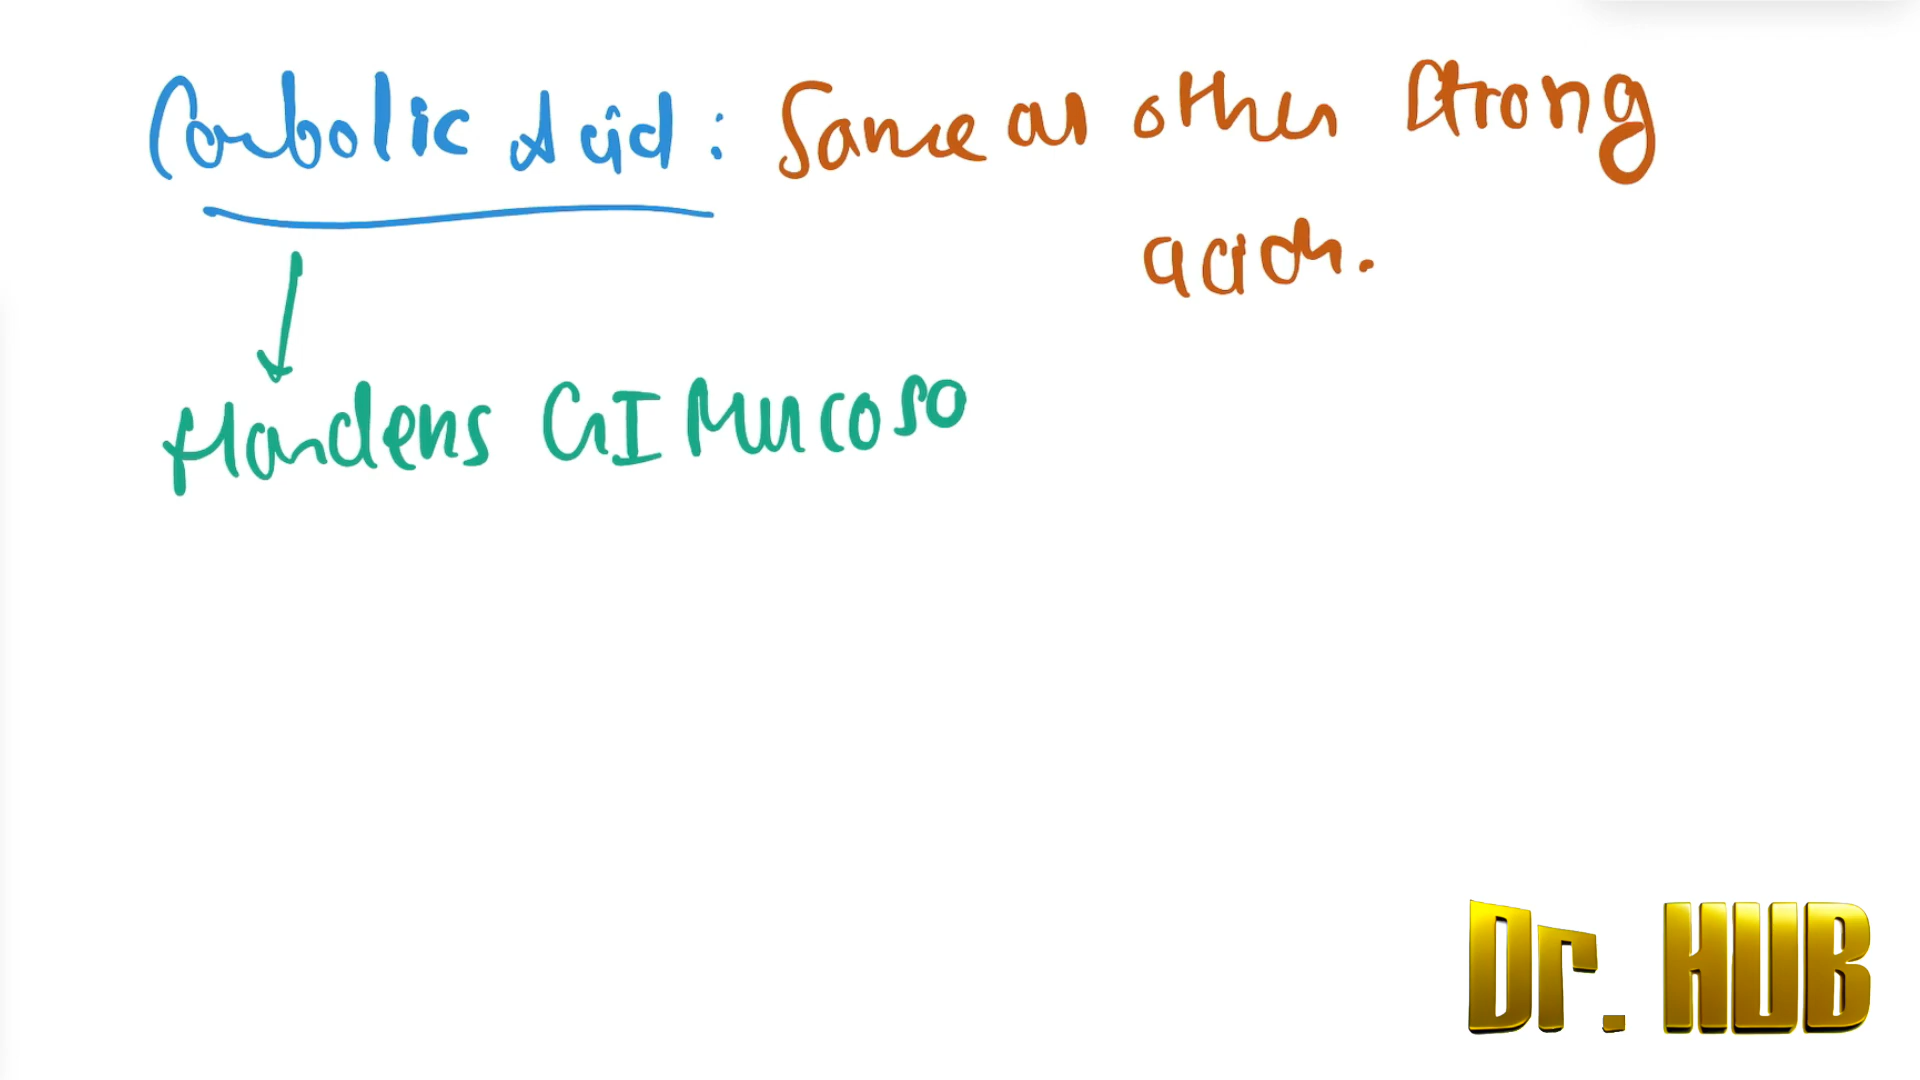 Carbolic Acid : Same as other Strong
acids.
Hardens GI Mucosa
Dr. HUB